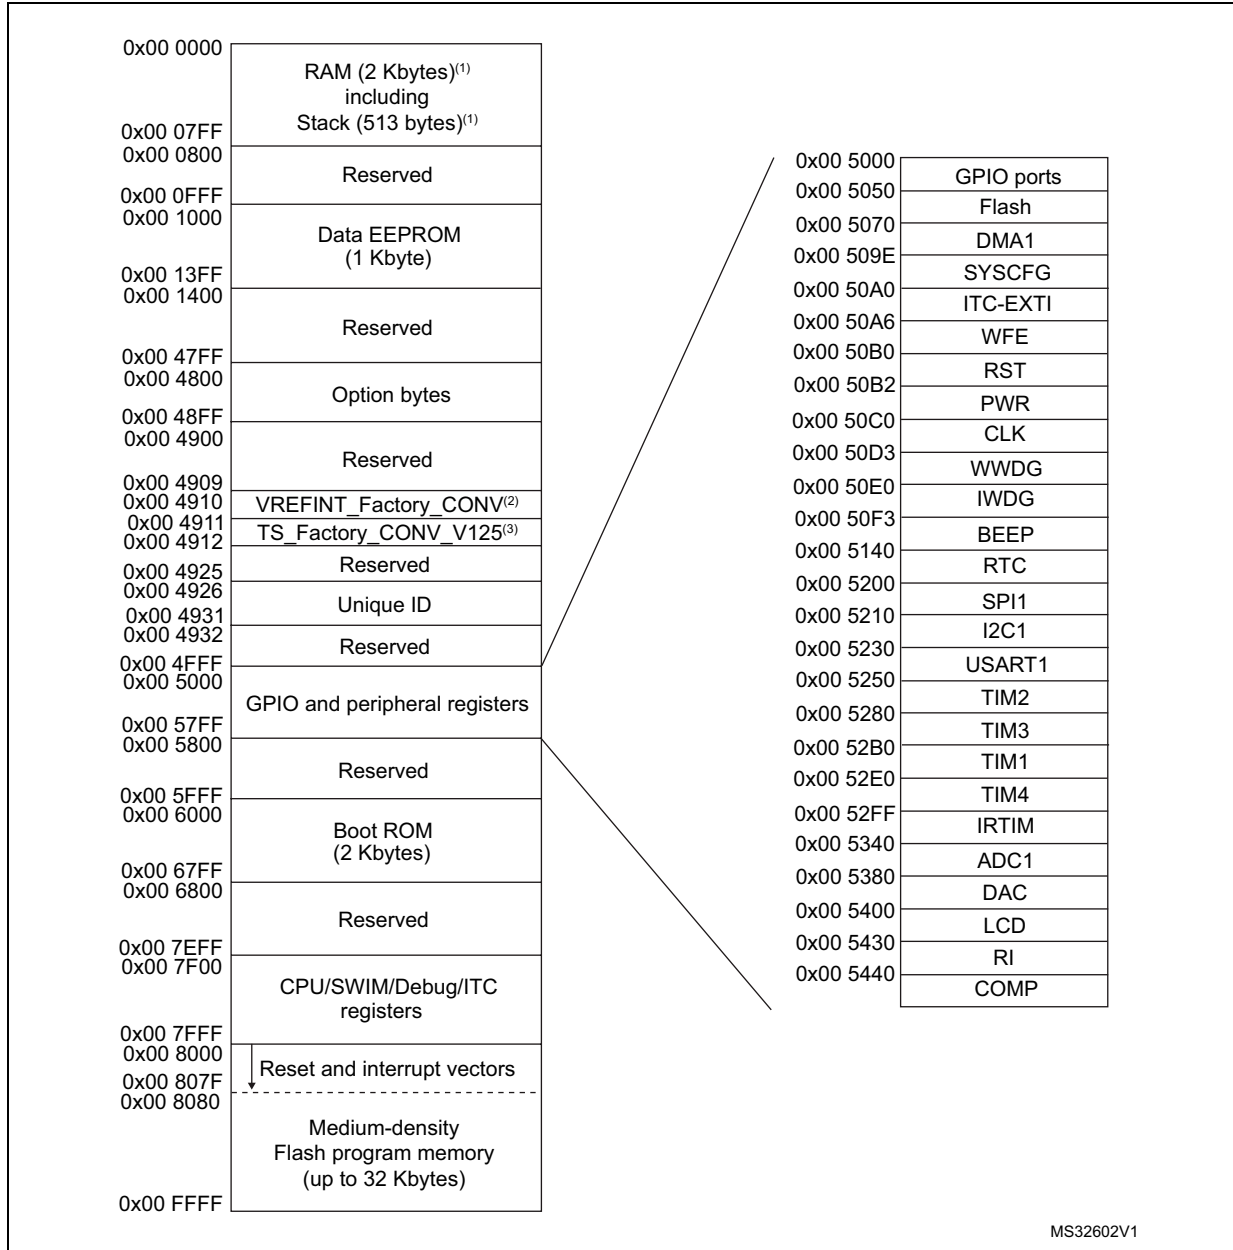 0x00 0000
RAM (2 Kbytes)(1)
including
Stack (513 bytes)(1)
0x00 07FF
0x00 0800
Reserved
0x00 0FFF
0x00 1000
Data EEPROM
(1 Kbyte)
0x00 13FF
0x00 1400
Reserved
0x00 47FF
0x00 4800
Option bytes
0x00 48FF
0x00 4900
Reserved
0x00 4909
0x00 4910
VREFINT_Factory_CONV(2)
0x00 4911
TS_Factory_CONV_V125(3)
0x00 4912
Reserved
0x00 4925
0x00 4926
Unique ID
0x00 4931
0x00 4932
Reserved
0x00 4FFF
0x00 5000
GPIO and peripheral registers
0x00 57FF
0x00 5800
Reserved
0x00 5FFF
0x00 6000
Boot ROM
(2 Kbytes)
0x00 67FF
0x00 6800
Reserved
0x00 7EFF
0x00 7F00
CPU/SWIM/Debug/ITC
registers
0x00 7FFF
0x00 8000
Reset and interrupt vectors
0x00 807F
0x00 8080
Medium-density
Flash program memory
(up to 32 Kbytes)
0x00 FFFF
0x00 5000
GPIO ports
0x00 5050
Flash
0x00 5070
DMA1
0x00 509E
SYSCFG
0x00 50A0
ITC-EXTI
0x00 50A6
WFE
0x00 50B0
RST
0x00 50B2
PWR
0x00 50C0
CLK
0x00 50D3
WWDG
0x00 50E0
IWDG
0x00 50F3
BEEP
0x00 5140
RTC
0x00 5200
SPI1
0x00 5210
I2C1
0x00 5230
USART1
0x00 5250
TIM2
0x00 5280
TIM3
0x00 52B0
TIM1
0x00 52E0
TIM4
0x00 52FF
IRTIM
0x00 5340
ADC1
0x00 5380
DAC
0x00 5400
LCD
0x00 5430
RI
0x00 5440
COMP
MS32602V1